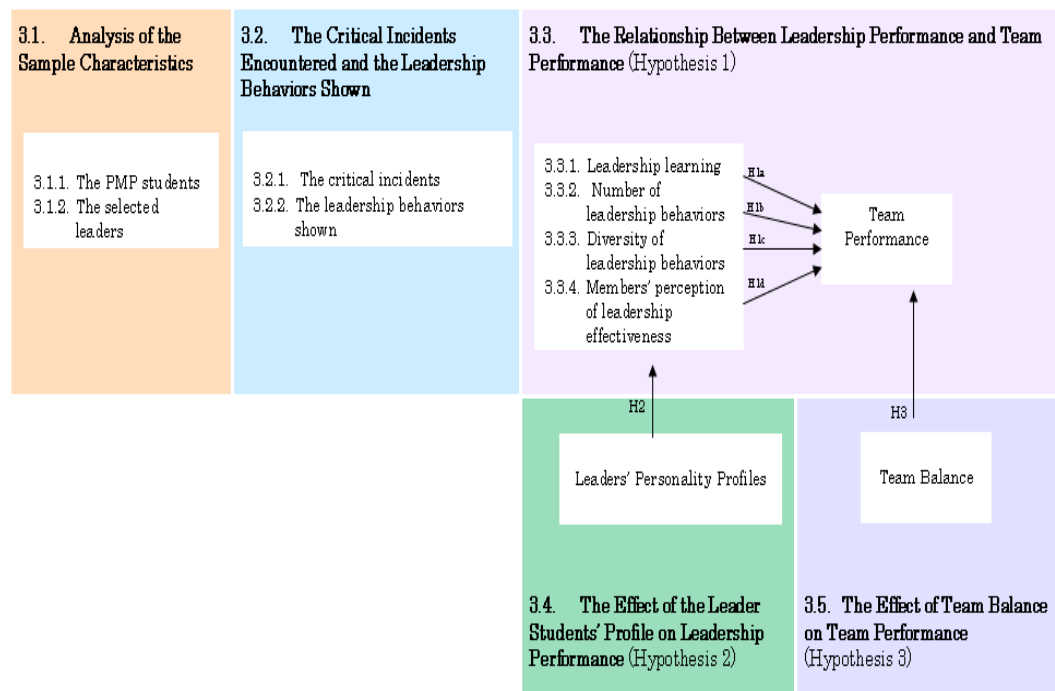 3.1. Analysis of the
Sample Characteristics
3.1.1. The PMP students
3.1.2. The selected
leaders
3.2. The Critical Incidents
Encountered and the Leadership
Behaviors Shown
3.2.1. The critical incidents
3.2.2. The leadership behaviors
shown
3.3. The Relationship Between Leadership Performance and Team
Performance (Hypothesis 1)
3.3.1. Leadership learning
3.3.2. Number of
leadership behaviors
3.3.3. Diversity of
leadership behaviors
3.3.4. Members' perception
of leadership
effectiveness
H1a
H1b
H1c
H1d
Team
Performance
H2
H3
Leaders' Personality Profiles
Team Balance
3.4. The Effect of the Leader
Students' Profile on Leadership
Performance (Hypothesis 2)
3.5. The Effect of Team Balance
on Team Performance
(Hypothesis 3)